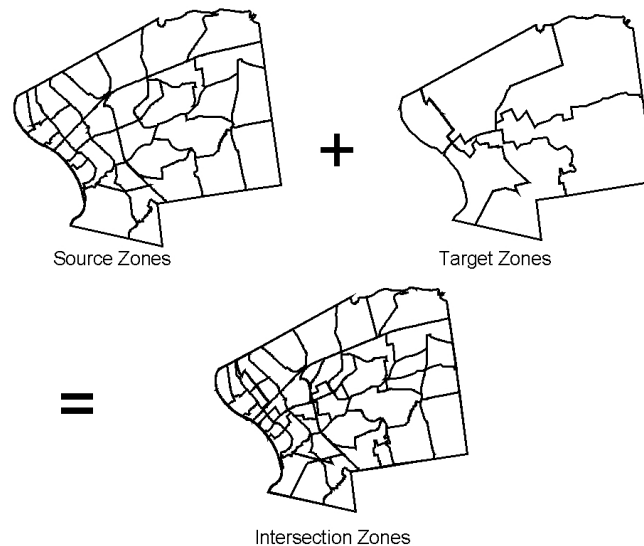 Source Zones
+
Target Zones
=
Intersection Zones